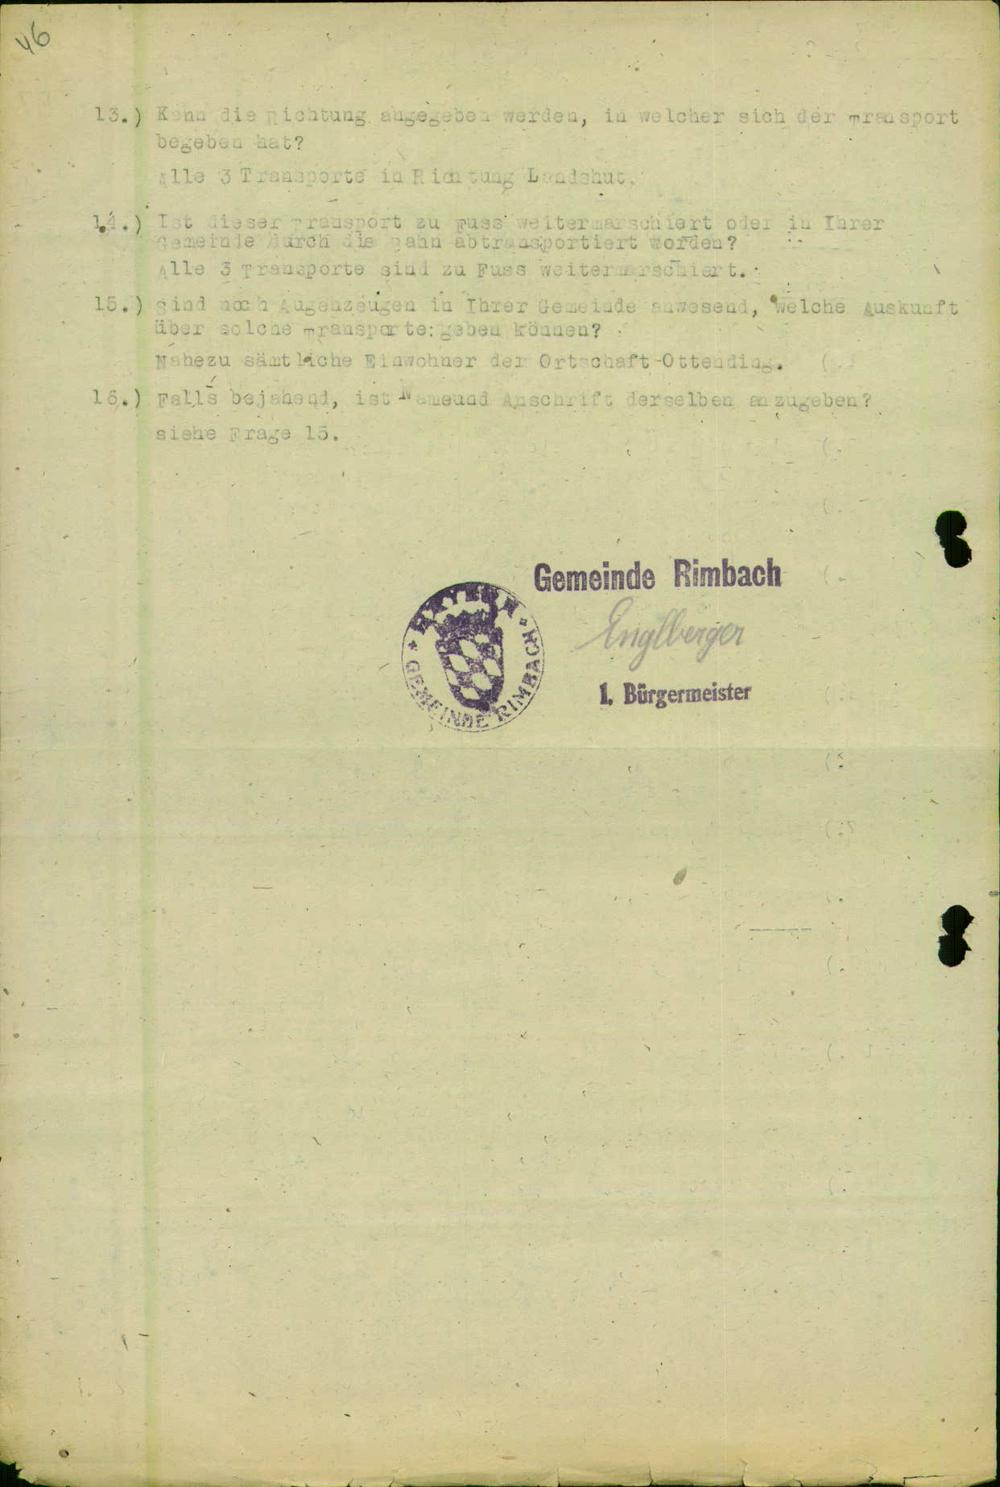 46
13.) Kann die Richtung angegeben werden, in welcher sich der Transport
begeben hat?
Alle 3 Transporte in Richtung Landshut.
14.) Ist dieser Transport zu Fuss weitermarschiert oder in Ihrer
Gemeinde durch die Bahn abtransportiert worden?
Alle 3 Transporte sind zu Fuss weitermarschiert.
15.) Sind noch Augenzeugen in Ihrer Gemeinde anwesend, welche Auskunft
über solche Transporte geben können?
Nahezu sämtliche Einwohner der Ortschaft Ottending.
16.) Falls bejahend, ist Nameund Anschrift derselben anzugeben?
siehe Frage 15.
Gemeinde Rimbach
Englberger
1. Bürgermeister
BAYERN
GEMEINDE RIMBACH